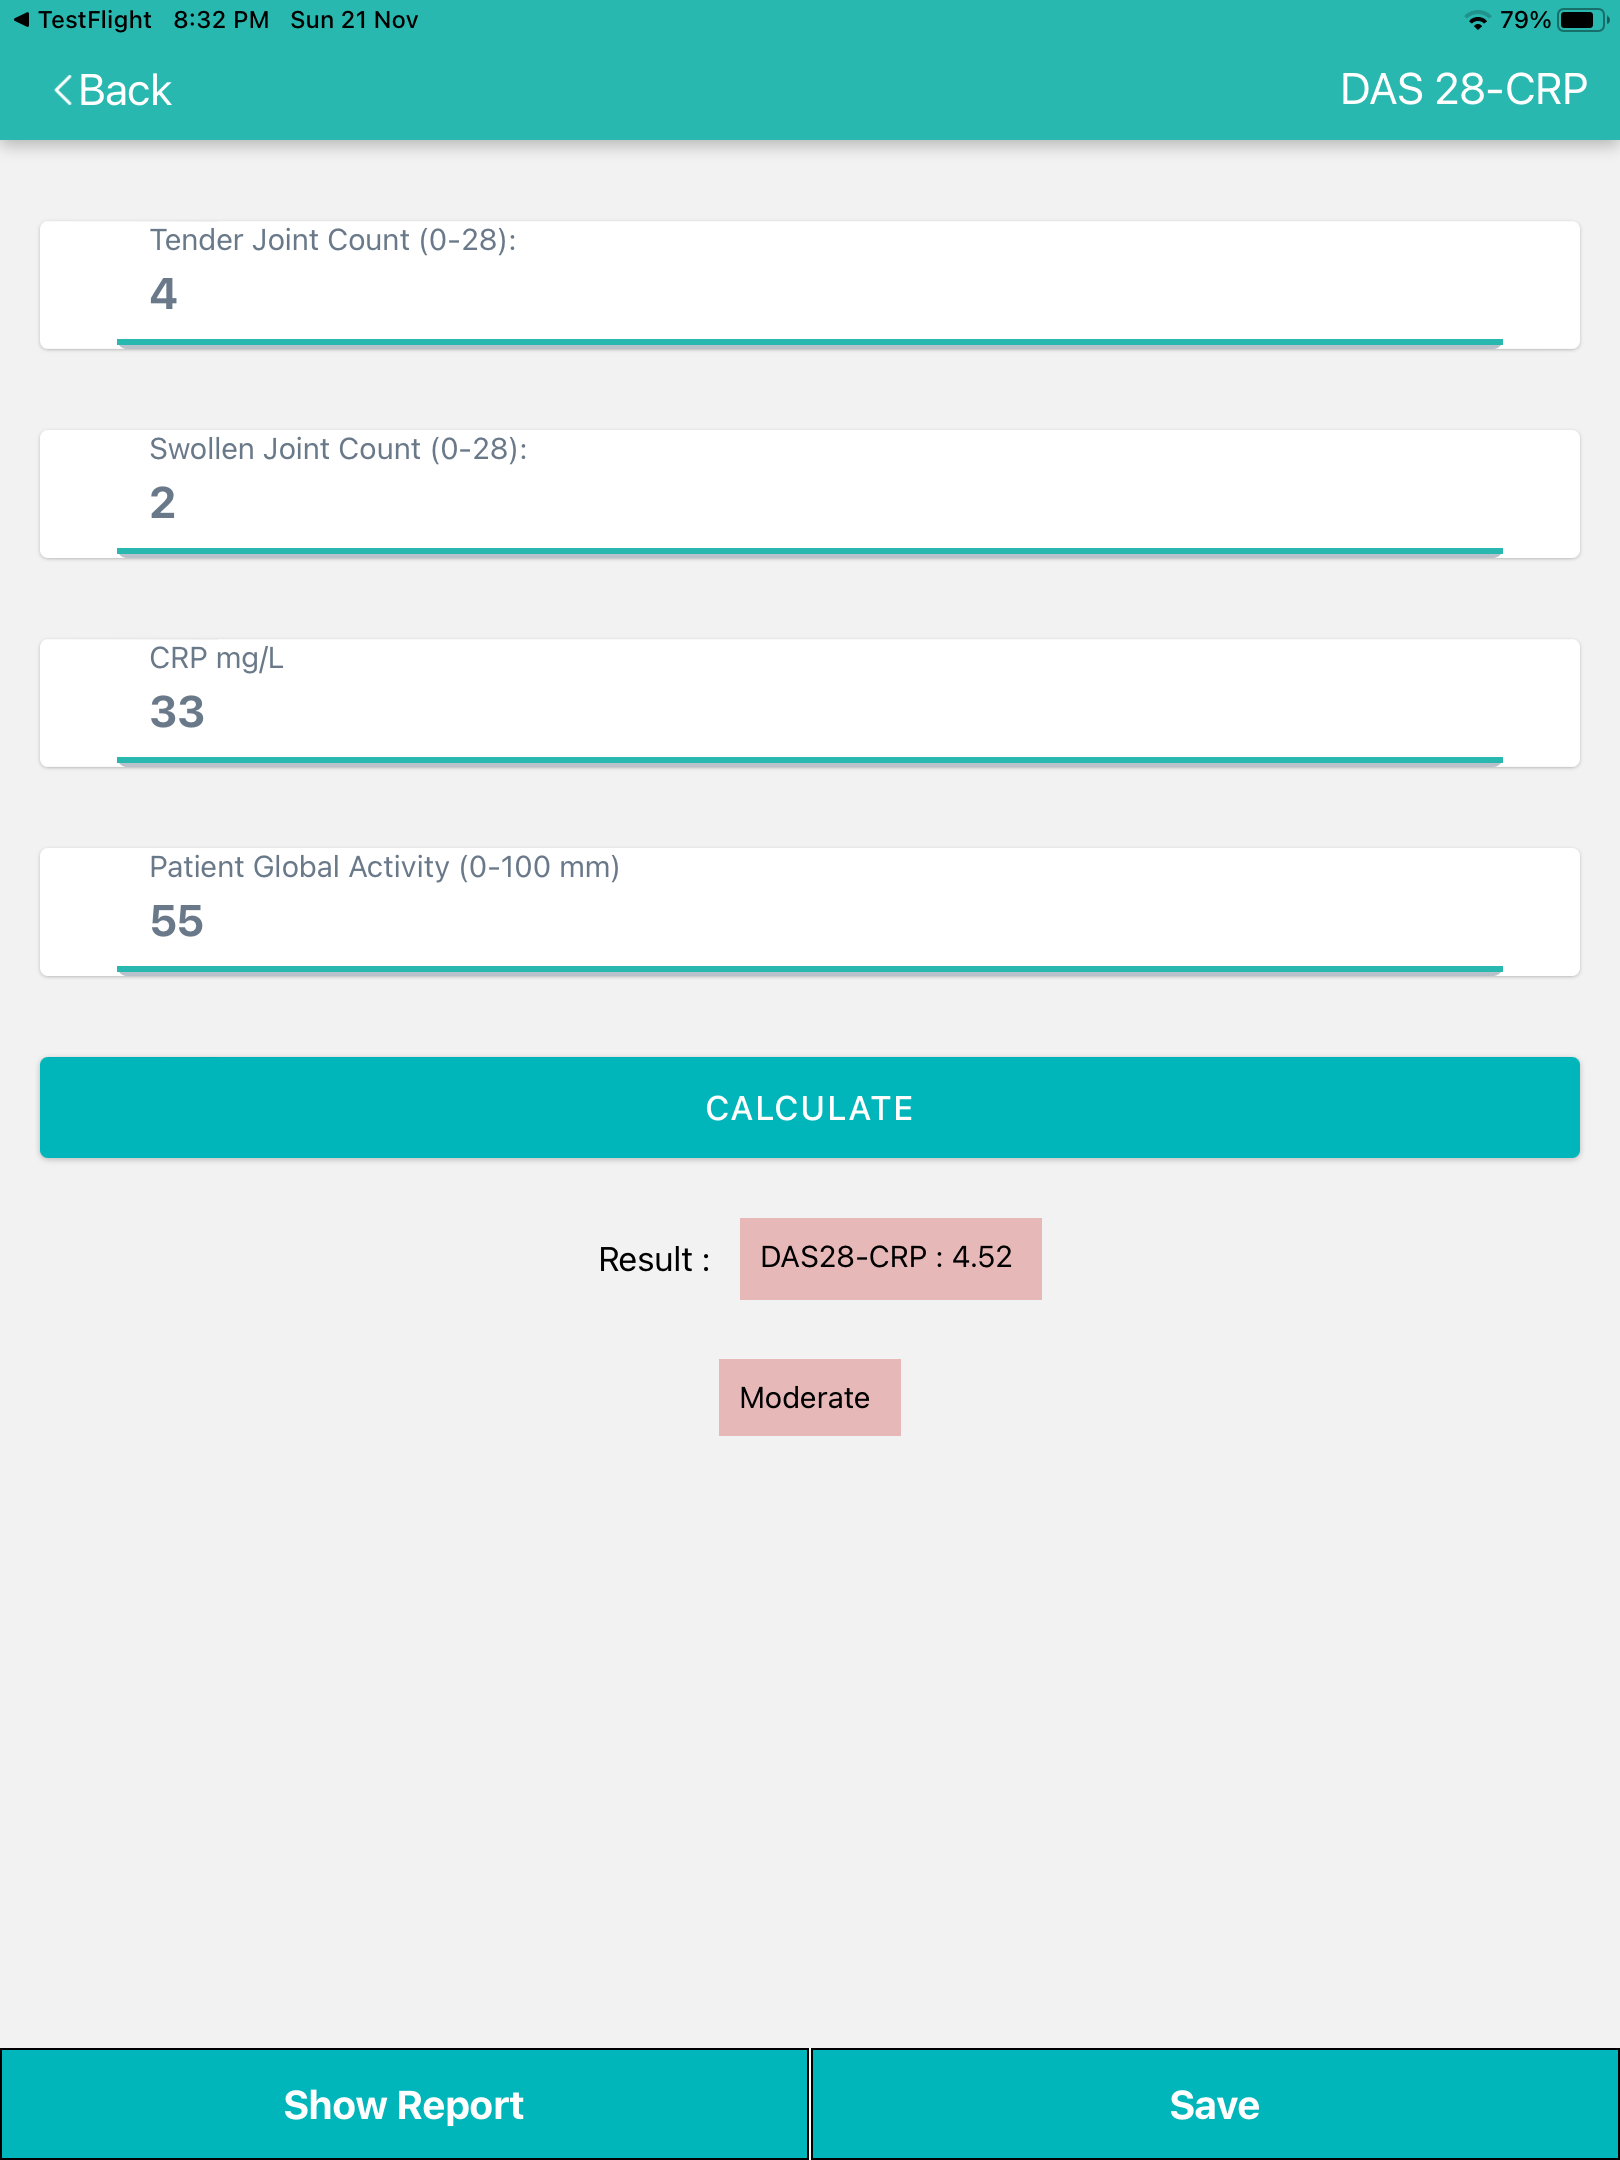 TestFlight 8:32 PM Sun 21 Nov 79%
Back DAS 28-CRP
Tender Joint Count (0-28):
4
Swollen Joint Count (0-28):
2
CRP mg/L
33
Patient Global Activity (0-100 mm)
55
CALCULATE
Result : DAS28-CRP : 4.52
Moderate
Show Report Save